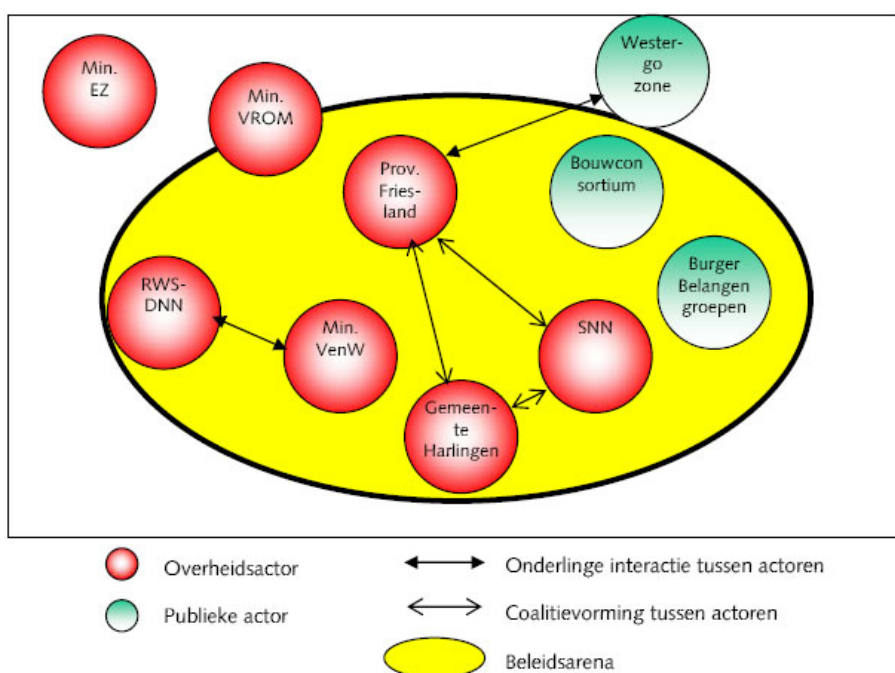 Min.
EZ
Min.
VROM
Wester-
go
zone
Prov.
Fries-
land
Bouwcon
sortium
RWS-
DNN
Min.
VenW
SNN
Burger
Belangen
groepen
Gemeen-
te
Harlingen
Overheidsactor
Onderlinge interactie tussen actoren
Publieke actor
Coalitievorming tussen actoren
Beleidsarena